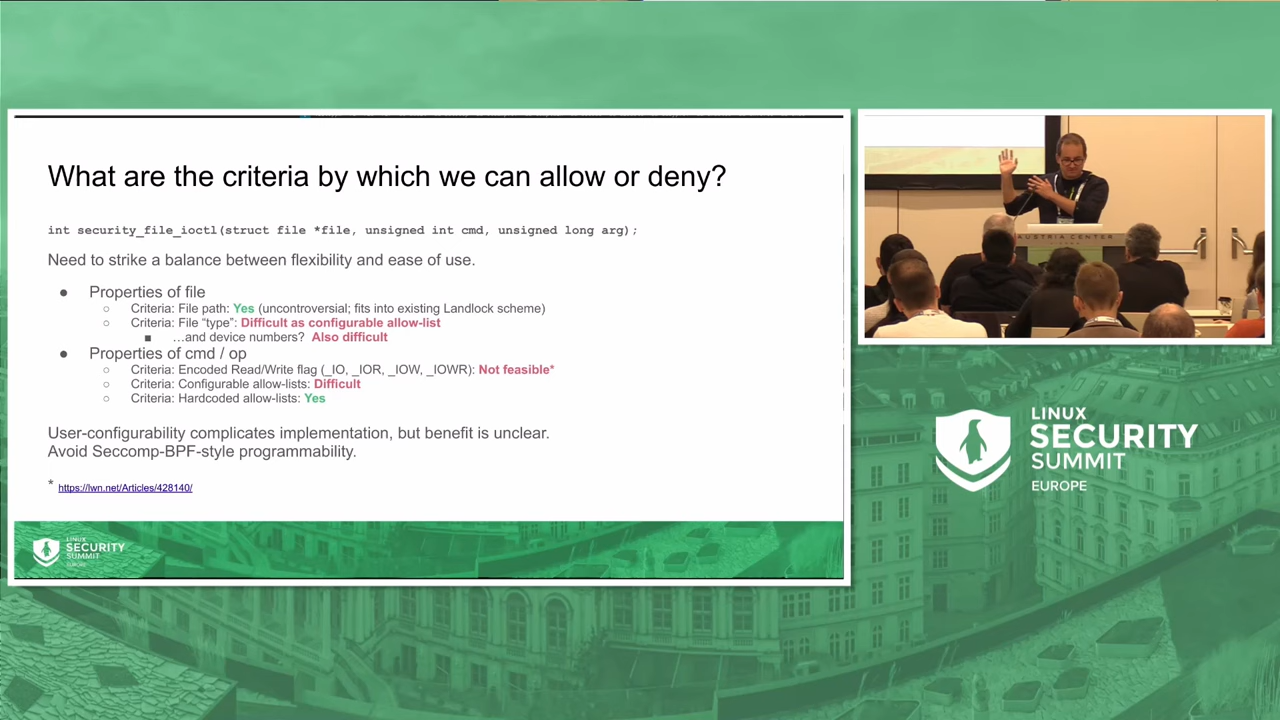 What are the criteria by which we can allow or deny?
int security_file_ioctl(struct file *file, unsigned int cmd, unsigned long arg);
Need to strike a balance between flexibility and ease of use.
● Properties of file
○ Criteria: File path: Yes (uncontroversial; fits into existing Landlock scheme)
○ Criteria: File “type”: Difficult as configurable allow-list
■ …and device numbers? Also difficult
● Properties of cmd / op
○ Criteria: Encoded Read/Write flag (_IO, _IOR, _IOW, _IOWR): Not feasible*
○ Criteria: Configurable allow-lists: Difficult
○ Criteria: Hardcoded allow-lists: Yes
User-configurability complicates implementation, but benefit is unclear.
Avoid Seccomp-BPF-style programmability.
* https://lwn.net/Articles/428140/
LINUX
SECURITY
SUMMIT
EUROPE
AUSTRIA CENTER
LINUX
SECURITY
SUMMIT
EUROPE